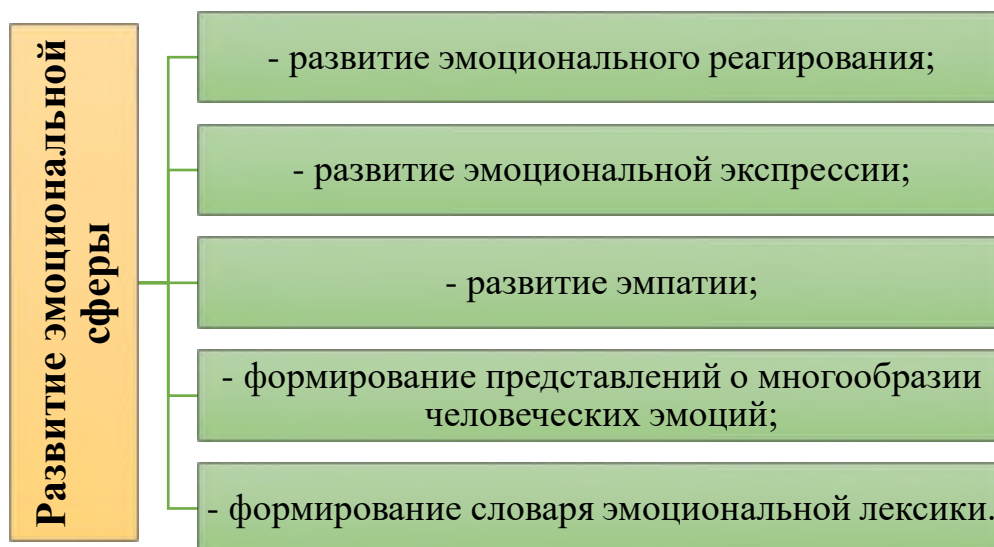 Развитие эмоциональной
сферы
- развитие эмоционального реагирования;
- развитие эмоциональной экспрессии;
- развитие эмпатии;
- формирование представлений о многообразии
человеческих эмоций;
- формирование словаря эмоциональной лексики.